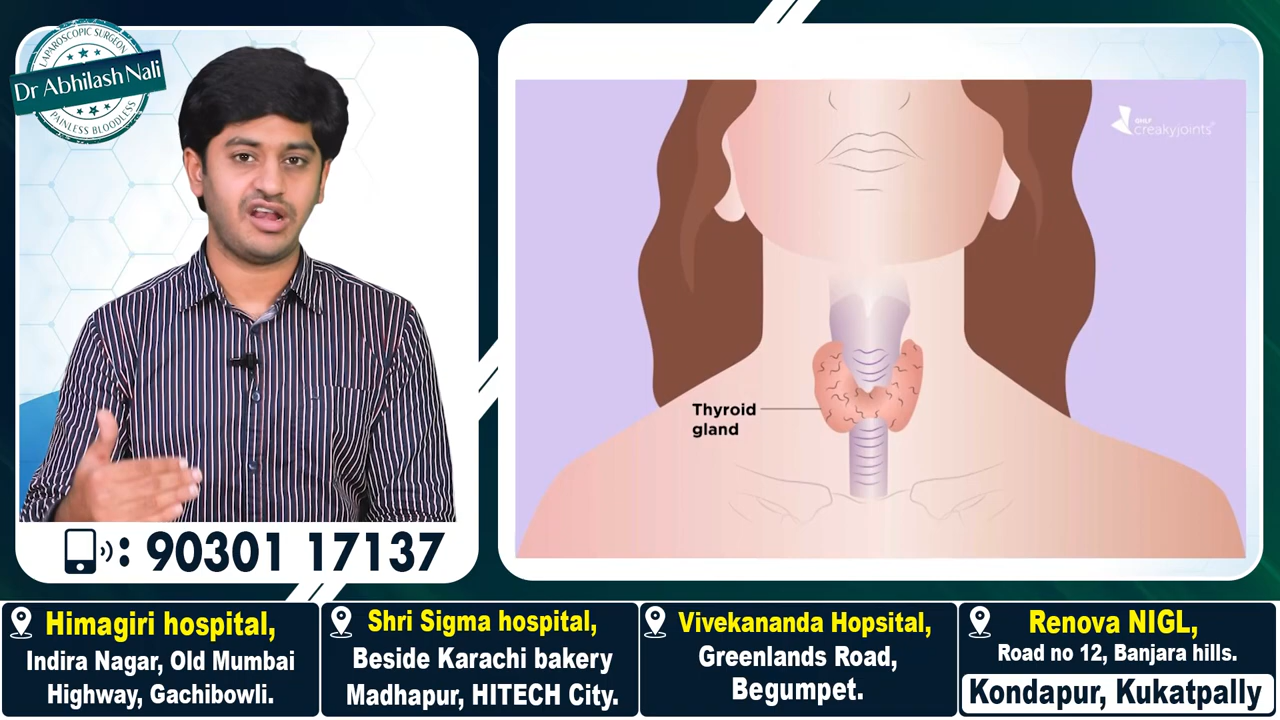 LAPAROSCOPIC SURGEON
Dr Abhilash Nali
PAINLESS BLOODLESS
GHLF
creakyjoints®
Thyroid
gland
: 90301 17137
Himagiri hospital,
Indira Nagar, Old Mumbai
Highway, Gachibowli.
Shri Sigma hospital,
Beside Karachi bakery
Madhapur, HITECH City.
Vivekananda Hopsital,
Greenlands Road,
Begumpet.
Renova NIGL,
Road no 12, Banjara hills.
Kondapur, Kukatpally